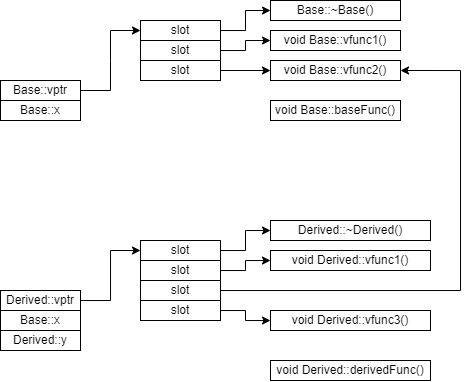 Base::~Base()
slot
slot
void Base::vfunc1()
slot
void Base::vfunc2()
Base::vptr
Base::x
void Base::baseFunc()
Derived::~Derived()
slot
slot
void Derived::vfunc1()
slot
Derived::vptr
slot
Base::x
void Derived::vfunc3()
Derived::y
void Derived::derivedFunc()